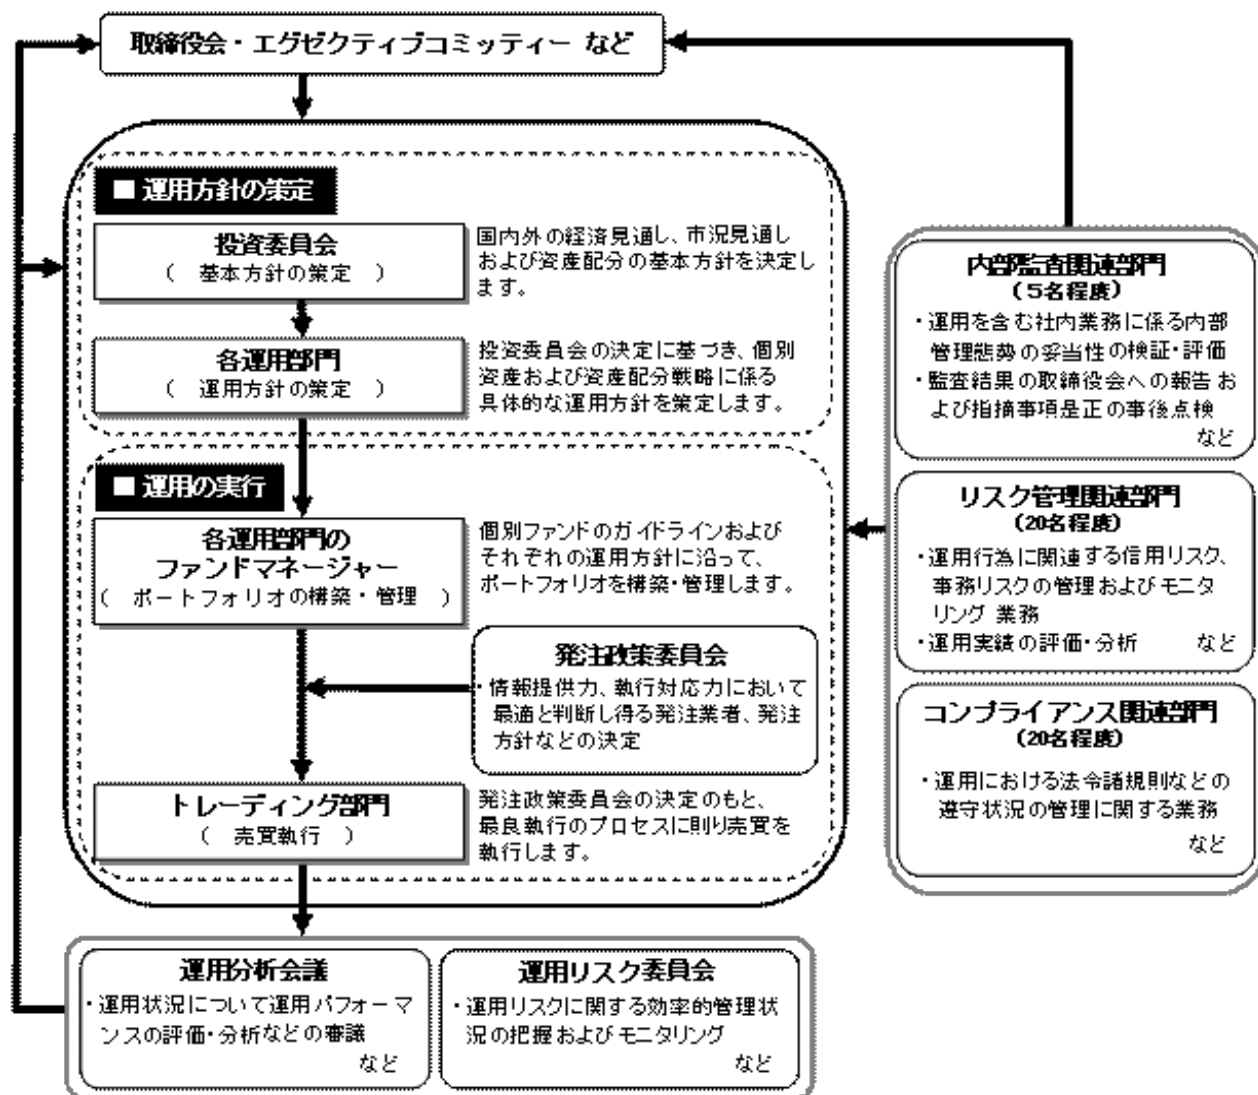 取締役会・エグゼクティブコミッティー など
■ 運用方針の策定
投資委員会
( 基本方針の策定 )
国内外の経済見通し、市況見通し
および資産配分の基本方針を決定し
ます。
各運用部門
( 運用方針の策定 )
投資委員会の決定に基づき、個別
資産および資産配分戦略に係る
具体的な運用方針を策定します。
■ 運用の実行
各運用部門の
ファンドマネージャー
( ポートフォリオの構築・管理 )
個別ファンドのガイドラインおよび
それぞれの運用方針に沿って、
ポートフォリオを構築・管理します。
発注政策委員会
・情報提供力、執行対応力において
最適と判断し得る発注業者、発注
方針などの決定
トレーディング部門
( 売買執行 )
発注政策委員会の決定のもと、
最良執行のプロセスに則り売買を
執行します。
運用分析会議
・運用状況について運用パフォーマ
ンスの評価・分析などの審議
など
運用リスク委員会
・運用リスクに関する効率的管理状
況の把握およびモニタリング
など
内部監査関連部門
(5名程度)
・運用を含む社内業務に係る内部
管理態勢の妥当性の検証・評価
・監査結果の取締役会への報告お
よび指摘事項是正の事後点検
など
リスク管理関連部門
(20名程度)
・運用行為に関連する信用リスク、
事務リスクの管理およびモニタ
リング 業務
・運用実績の評価・分析 など
コンプライアンス関連部門
(20名程度)
・運用における法令諸規則などの
遵守状況の管理に関する業務
など